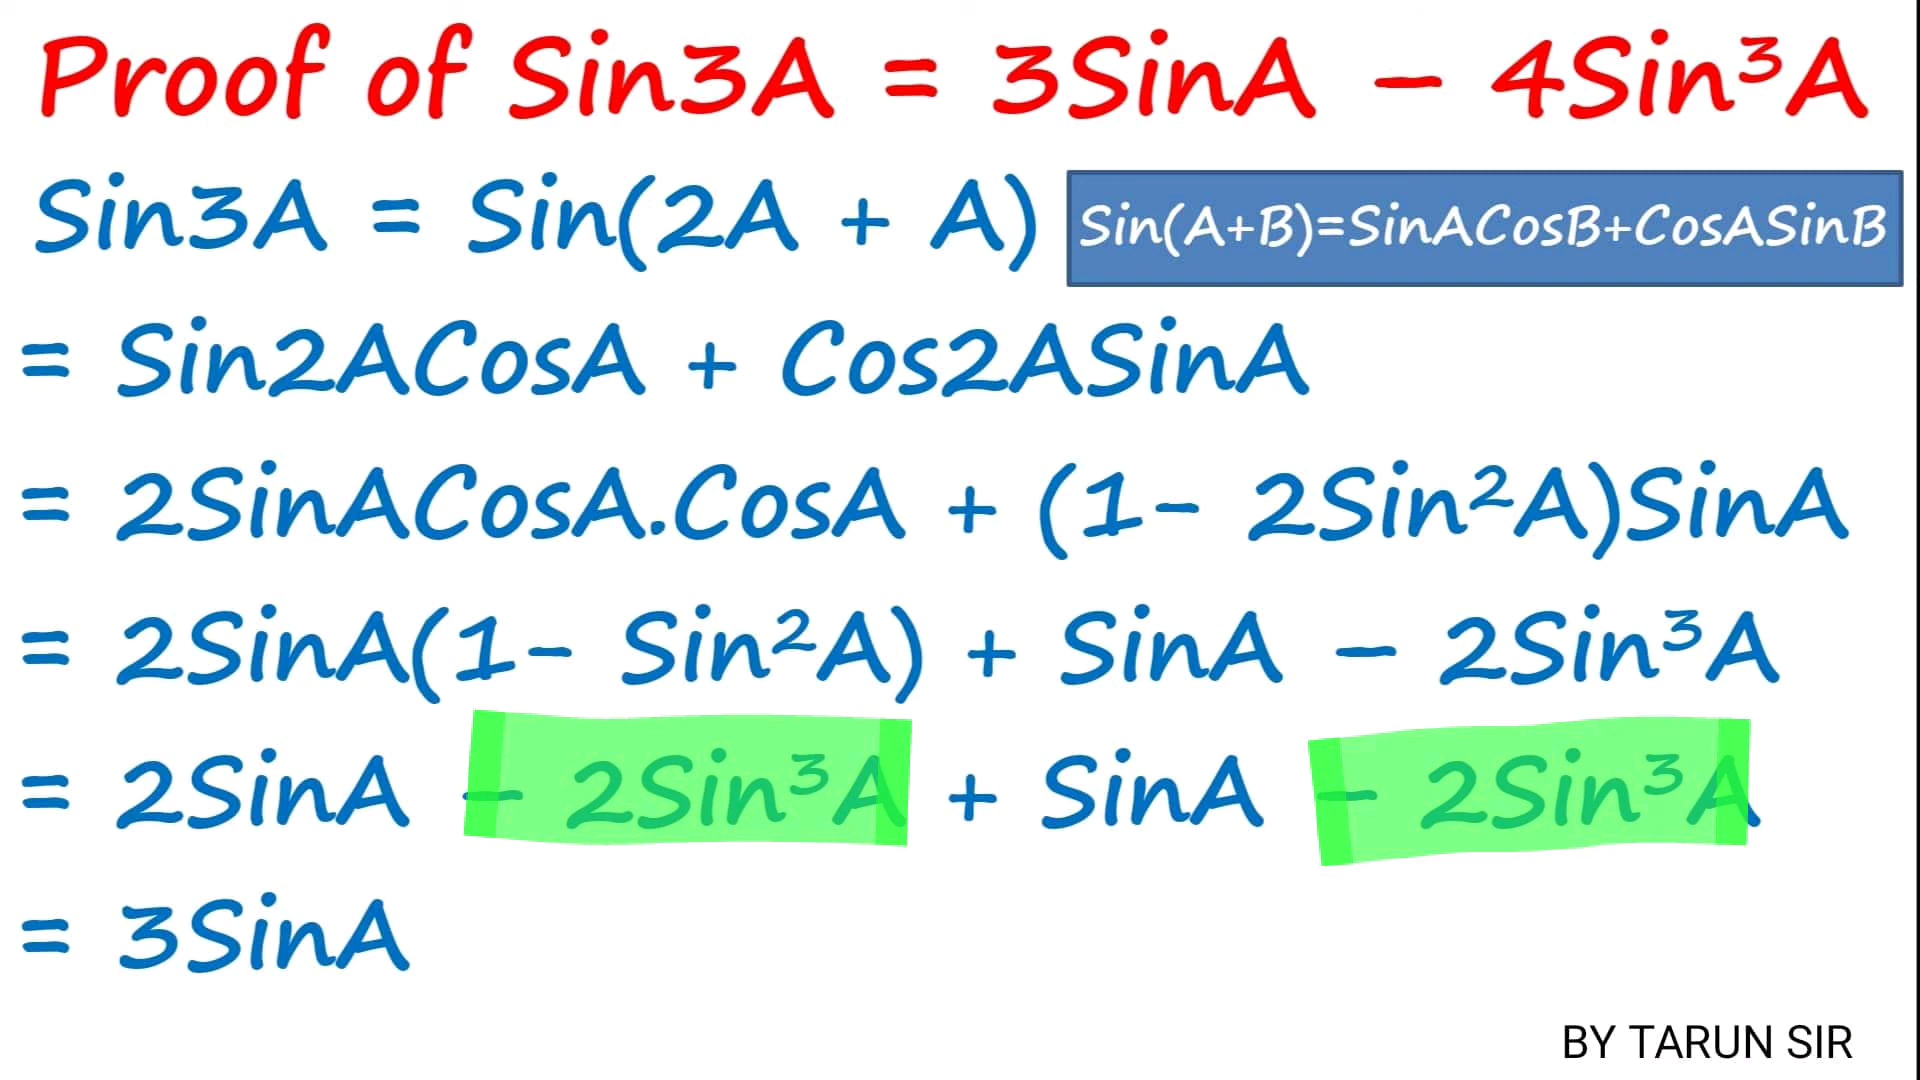 Proof of Sin3A = 3SinA – 4Sin³A
Sin3A = Sin(2A + A) Sin(A+B)=SinACosB+CosASinB
= Sin2ACosA + Cos2ASinA
= 2SinACosA.CosA + (1– 2Sin²A)SinA
= 2SinA(1– Sin²A) + SinA – 2Sin³A
= 2SinA – 2Sin³A + SinA – 2Sin³A
= 3SinA
BY TARUN SIR